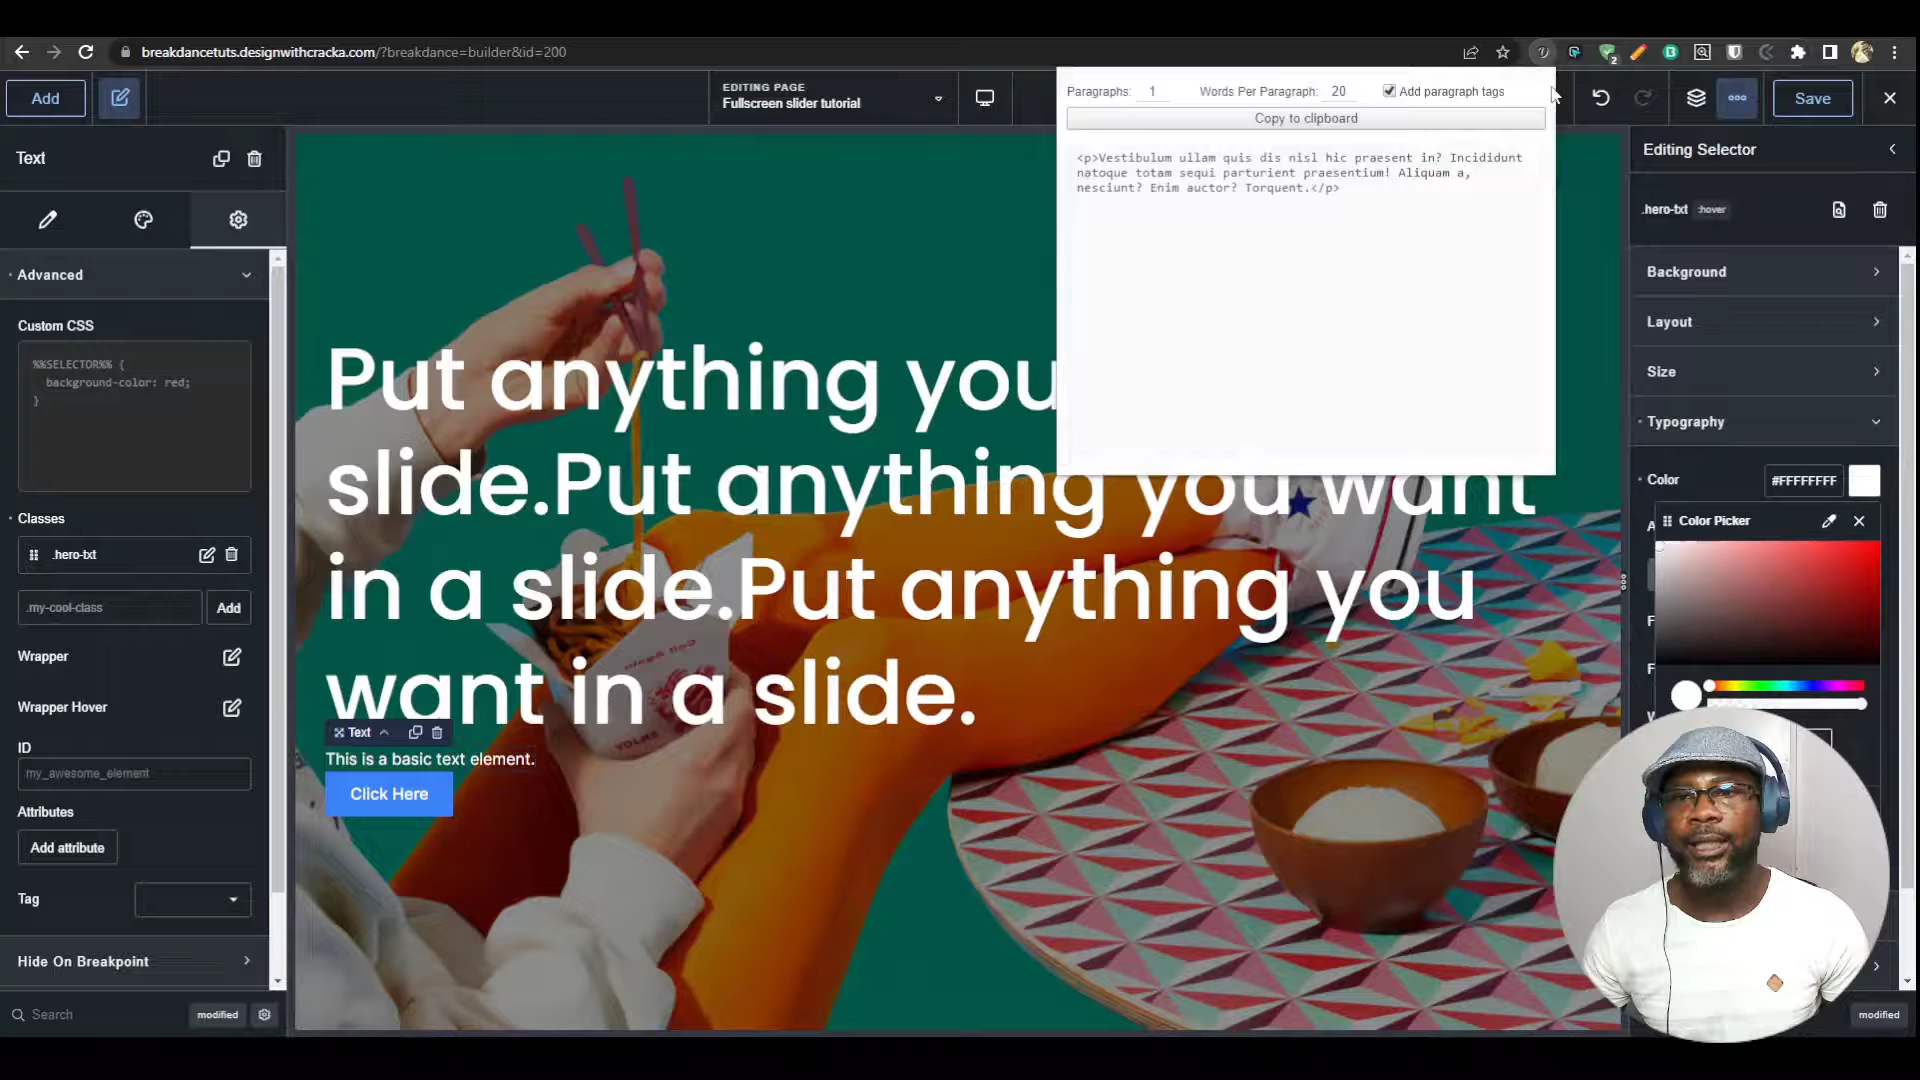 breakdancetuts.designwithcracka.com/?breakdance=builder&id=200
2
Add
EDITING PAGE
Fullscreen slider tutorial
Paragraphs: 1 Words Per Paragraph: 20 Add paragraph tags
Copy to clipboard
<p>Vestibulum ullam quis dis nisl hic praesent in? Incididunt
natoque totam sequi parturient praesentium! Aliquam a,
nesciunt? Enim auctor? Torquent.</p>
Save
Text
Advanced
Custom CSS
%%SELECTOR%% {
background-color: red;
}
Classes
.hero-txt
.my-cool-class Add
Wrapper
Wrapper Hover
ID
my_awesome_element
Attributes
Add attribute
Tag
Hide On Breakpoint
Search modified
Put anything you
slide.Put anything you want
in a slide.Put anything you
want in a slide.
Text
This is a basic text element.
Click Here
Editing Selector
.hero-txt :hover
Background
Layout
Size
Typography
Color #FFFFFFFF
Color Picker
modified